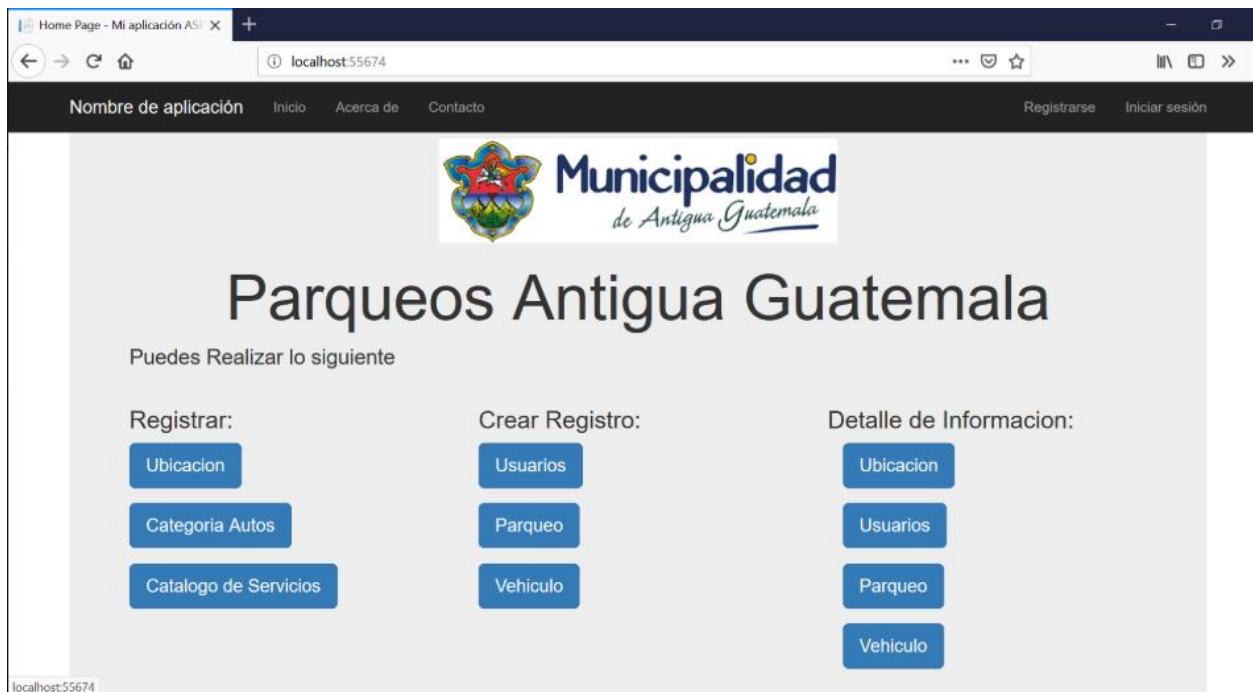 Home Page - Mi aplicación AS
localhost:55674
Nombre de aplicación Inicio Acerca de Contacto Registrarse Iniciar sesión
Municipalidad
de Antigua Guatemala
Parqueos Antigua Guatemala
Puedes Realizar lo siguiente
Registrar:
Ubicacion
Categoria Autos
Catalogo de Servicios
Crear Registro:
Usuarios
Parqueo
Vehiculo
Detalle de Informacion:
Ubicacion
Usuarios
Parqueo
Vehiculo
localhost:55674